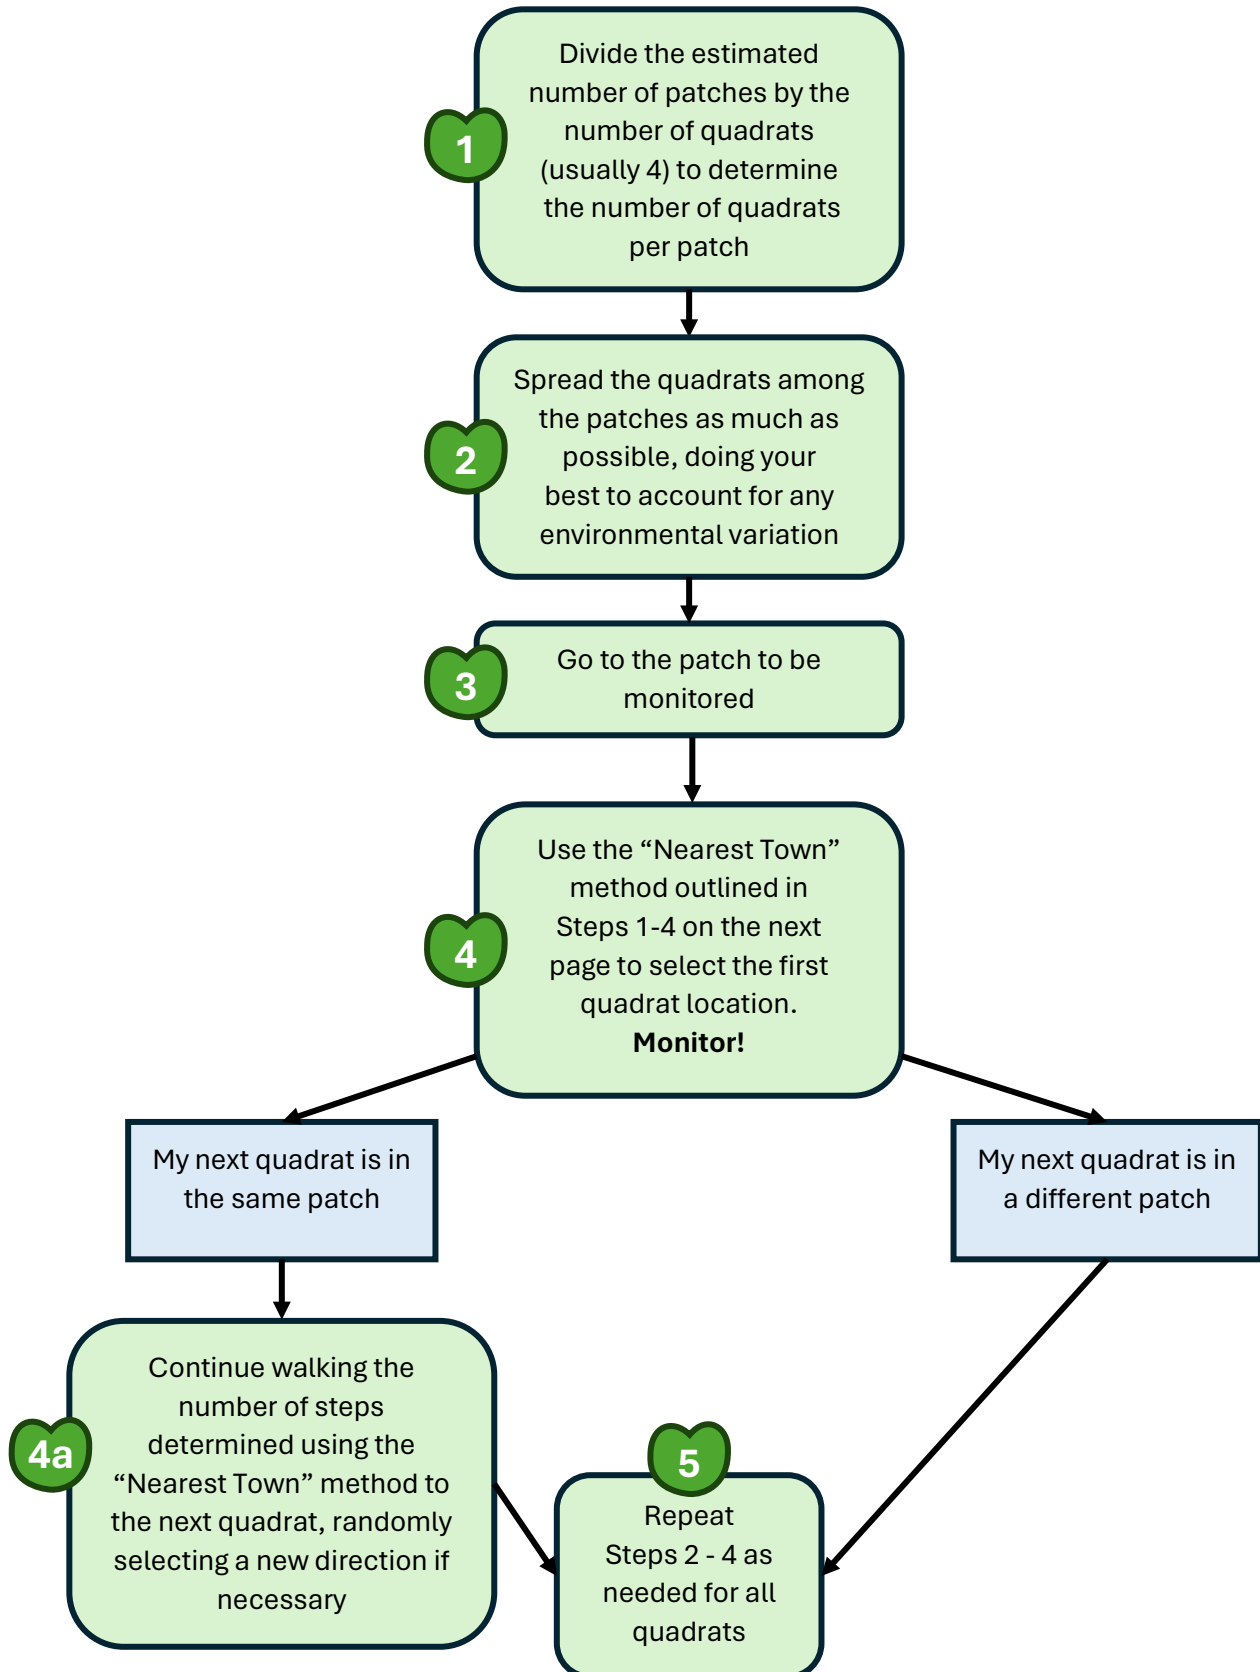 1
Divide the estimated
number of patches by the
number of quadrats
(usually 4) to determine
the number of quadrats
per patch
2
Spread the quadrats among
the patches as much as
possible, doing your
best to account for any
environmental variation
3
Go to the patch to be
monitored
4
Use the “Nearest Town”
method outlined in
Steps 1-4 on the next
page to select the first
quadrat location.
Monitor!
My next quadrat is in
the same patch
My next quadrat is in
a different patch
4a
Continue walking the
number of steps
determined using the
“Nearest Town” method to
the next quadrat, randomly
selecting a new direction if
necessary
5
Repeat
Steps 2 - 4 as
needed for all
quadrats